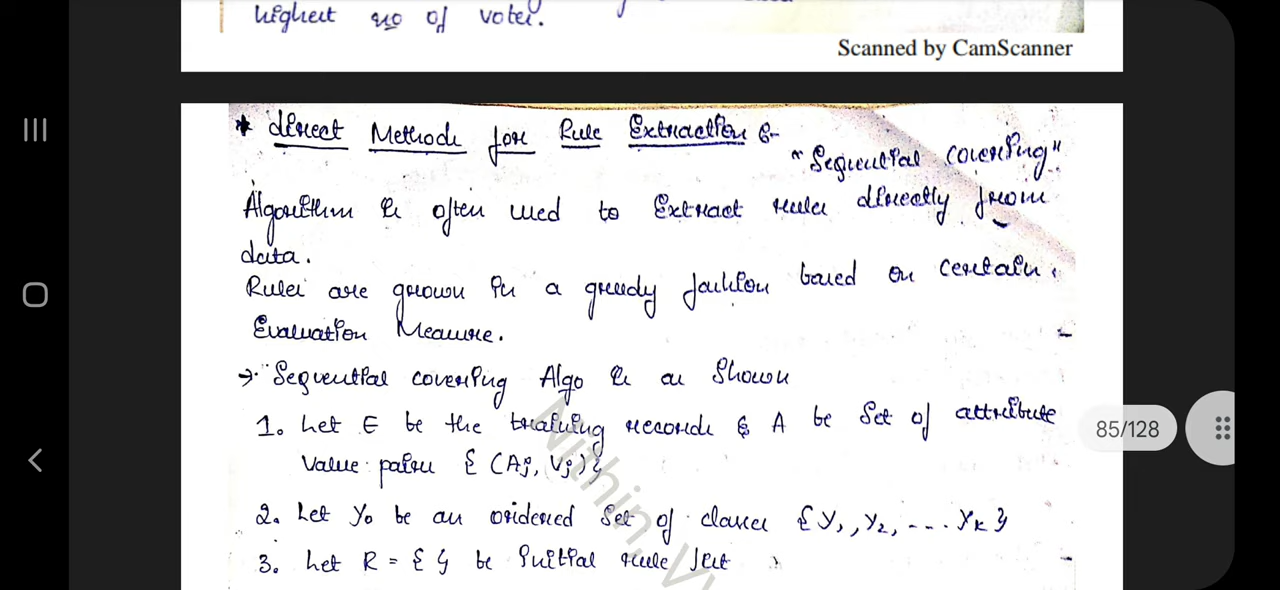 highest no of votes.
Scanned by CamScanner
* Direct Methods for Rule Extraction :-
"Sequential covering"
Algorithm is often used to Extract rules directly from
data.
Rules are grown in a greedy fashion based on certain
Evaluation Measure.
→ Sequential covering Algo is as shown
1. Let E be the training records & A be set of attribute
Value pairs {(Aj, Vj)}
85/128
2. Let Yo be an ordered set of classes {Y1, Y2, .... Yk}
3. Let R = { } be initial rule list
Nithin, V